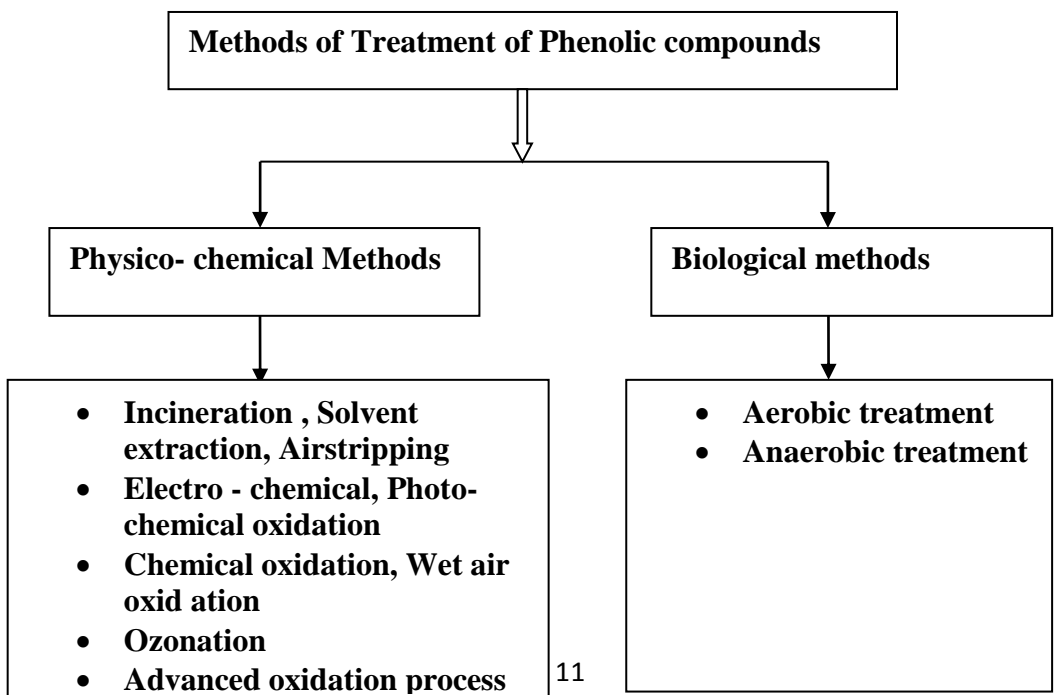 Methods of Treatment of Phenolic compounds
Physico- chemical Methods
Biological methods
• Incineration , Solvent
extraction, Airstripping
• Electro - chemical, Photo-
chemical oxidation
• Chemical oxidation, Wet air
oxid ation
• Ozonation
• Advanced oxidation process
• Aerobic treatment
• Anaerobic treatment
11